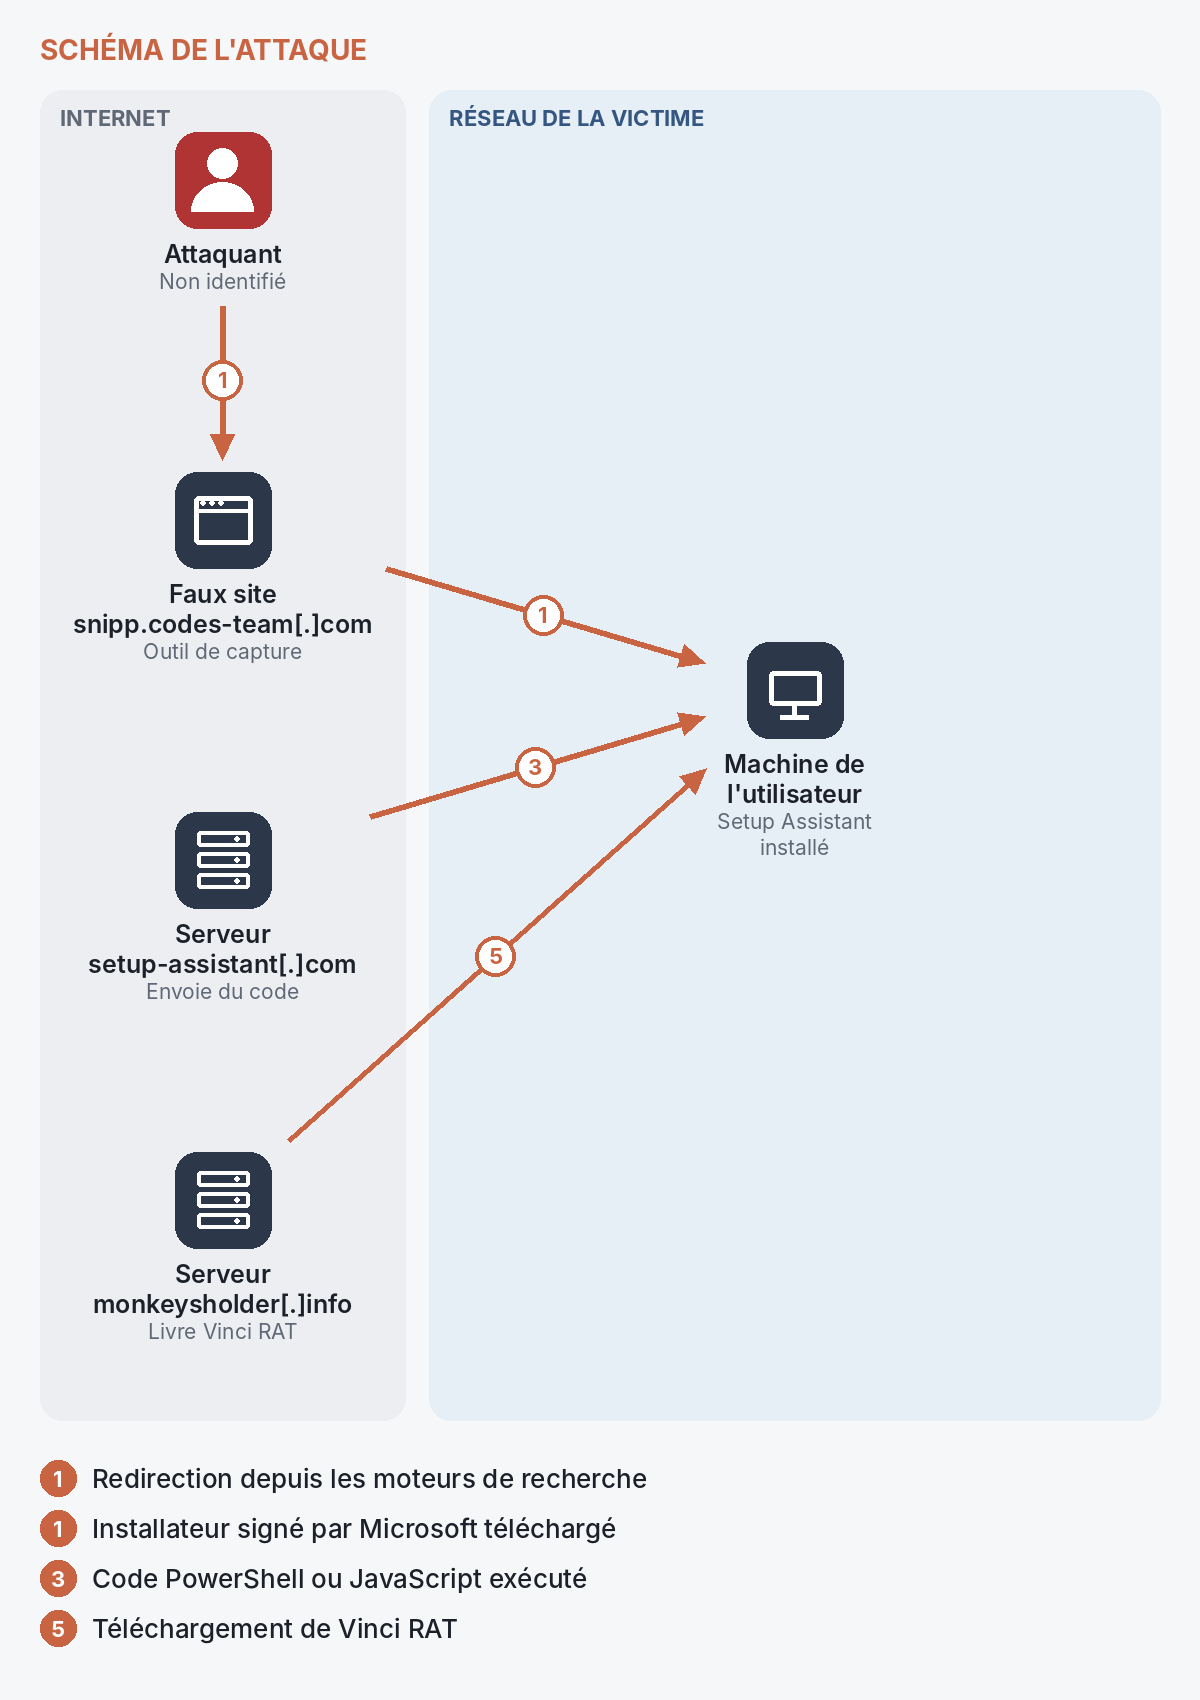 SCHÉMA DE L'ATTAQUE
INTERNET
RÉSEAU DE LA VICTIME
Attaquant
Non identifié
1
Faux site
snipp.codes-team[.]com
Outil de capture
1
3
Machine de
l'utilisateur
Setup Assistant
installé
Serveur
setup-assistant[.]com
Envoie du code
5
Serveur
monkeysholder[.]info
Livre Vinci RAT
1 Redirection depuis les moteurs de recherche
1 Installateur signé par Microsoft téléchargé
3 Code PowerShell ou JavaScript exécuté
5 Téléchargement de Vinci RAT